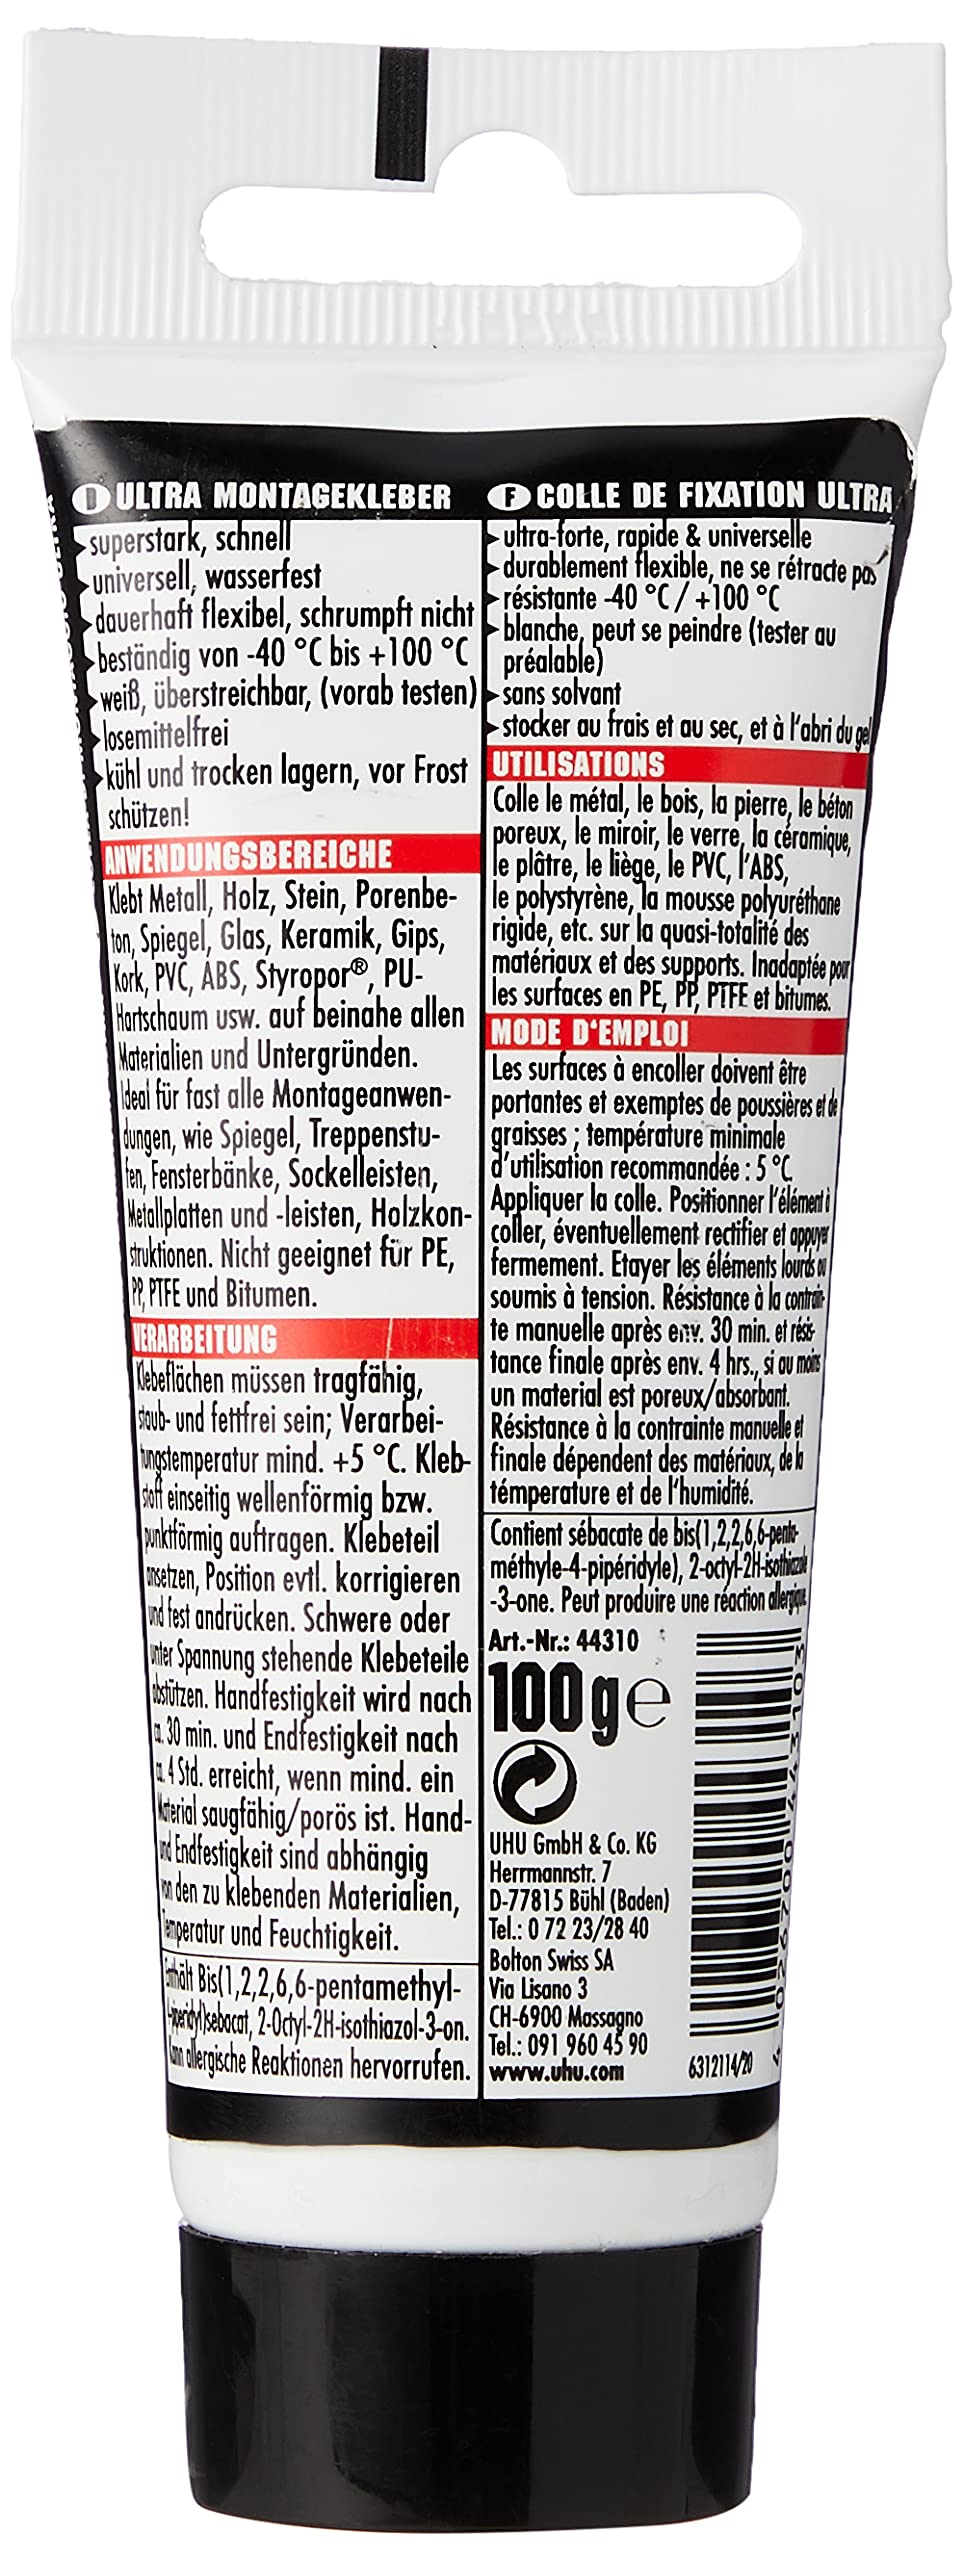 D ULTRA MONTAGEKLEBER
superstark, schnell
universell, wasserfest
dauerhaft flexibel, schrumpft nicht
beständig von -40 °C bis +100 °C
weiß, überstreichbar, (vorab testen)
losemittelfrei
kühl und trocken lagern, vor Frost
schützen!
ANWENDUNGSBEREICHE
Klebt Metall, Holz, Stein, Porenbe-
ton, Spiegel, Glas, Keramik, Gips,
Kork, PVC, ABS, Styropor®, PU-
Hartschaum usw. auf beinahe allen
Materialien und Untergründen.
Ideal für fast alle Montageanwen-
dungen, wie Spiegel, Treppenstu-
fen, Fensterbänke, Sockelleisten,
Metallplatten und -leisten, Holzkon-
struktionen. Nicht geeignet für PE,
PP, PTFE und Bitumen.
VERARBEITUNG
Klebeflächen müssen tragfähig,
staub- und fettfrei sein; Verarbei-
tungstemperatur mind. +5 °C. Kleb-
stoff einseitig wellenförmig bzw.
punktförmig auftragen. Klebeteil
ansetzen, Position evtl. korrigieren
und fest andrücken. Schwere oder
unter Spannung stehende Klebeteile
abstützen. Handfestigkeit wird nach
ca. 30 min. und Endfestigkeit nach
ca. 4 Std. erreicht, wenn mind. ein
Material saugfähig/porös ist. Hand-
und Endfestigkeit sind abhängig
von den zu klebenden Materialien,
Temperatur und Feuchtigkeit.
Enthält Bis(1,2,2,6,6-pentamethyl-
4-piperidyl)sebacat, 2-Octyl-2H-isothiazol-3-on.
Kann allergische Reaktionen hervorrufen.
F COLLE DE FIXATION ULTRA
ultra-forte, rapide & universelle
durablement flexible, ne se rétracte pas
résistante -40 °C / +100 °C
blanche, peut se peindre (tester au
préalable)
sans solvant
stocker au frais et au sec, et à l'abri du gel
UTILISATIONS
Colle le métal, le bois, la pierre, le béton
poreux, le miroir, le verre, la céramique,
le plâtre, le liège, le PVC, l'ABS,
le polystyrène, la mousse polyuréthane
rigide, etc. sur la quasi-totalité des
matériaux et des supports. Inadaptée pour
les surfaces en PE, PP, PTFE et bitumes.
MODE D'EMPLOI
Les surfaces à encoller doivent être
portantes et exemptes de poussières et de
graisses ; température minimale
d'utilisation recommandée : 5 °C.
Appliquer la colle. Positionner l'élément à
coller, éventuellement rectifier et appuyer
fermement. Etayer les éléments lourds ou
soumis à tension. Résistance à la contrain-
te manuelle après env. 30 min. et résis-
tance finale après env. 4 hrs., si au moins
un material est poreux/absorbant.
Résistance à la contrainte manuelle et
finale dépendent des matériaux, de la
température et de l'humidité.
Contient sébacate de bis(1,2,2,6,6-penta-
méthyle-4-pipéridyle), 2-octyl-2H-isothiazole
-3-one. Peut produire une réaction allergique.
Art.-Nr.: 44310
100g e
UHU GmbH & Co. KG
Herrmannstr. 7
D-77815 Bühl (Baden)
Tel.: 0 72 23/28 40
Bolton Swiss SA
Via Lisano 3
CH-6900 Massagno
Tel.: 091 960 45 90
www.uhu.com
6312114/20
4 026700 443103